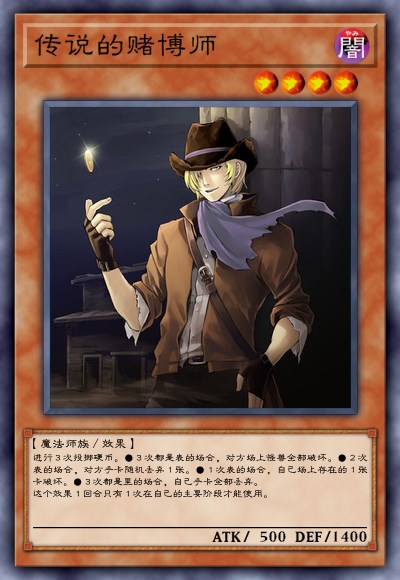 传说的赌博师
やみ
闇
【魔法师族／效果】
进行３次投掷硬币。●３次都是表的场合，对方场上怪兽全部破坏。●２次
表的场合，对方手卡随机丢弃１张。●１次表的场合，自己场上存在的１张
卡破坏。●３次都是里的场合，自己手卡全部丢弃。
这个效果１回合只有１次在自己的主要阶段才能使用。
ATK/ 500 DEF/1400